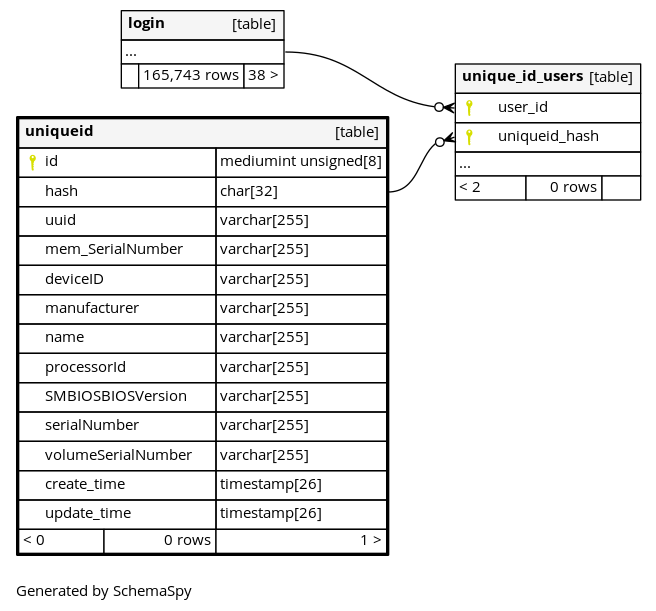 login [table]
...
165,743 rows 38 >
unique_id_users [table]
user_id
uniqueid_hash
...
< 2 0 rows
uniqueid [table]
id mediumint unsigned[8]
hash char[32]
uuid varchar[255]
mem_SerialNumber varchar[255]
deviceID varchar[255]
manufacturer varchar[255]
name varchar[255]
processorId varchar[255]
SMBIOSBIOSVersion varchar[255]
serialNumber varchar[255]
volumeSerialNumber varchar[255]
create_time timestamp[26]
update_time timestamp[26]
< 0 0 rows 1 >
Generated by SchemaSpy